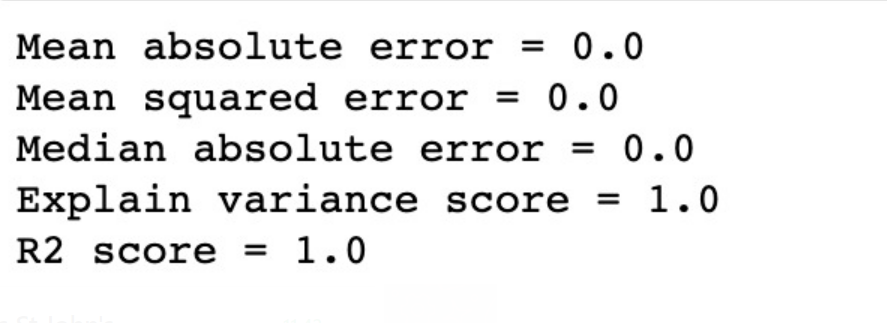 Mean absolute error = 0.0
Mean squared error = 0.0
Median absolute error = 0.0
Explain variance score = 1.0
R2 score = 1.0